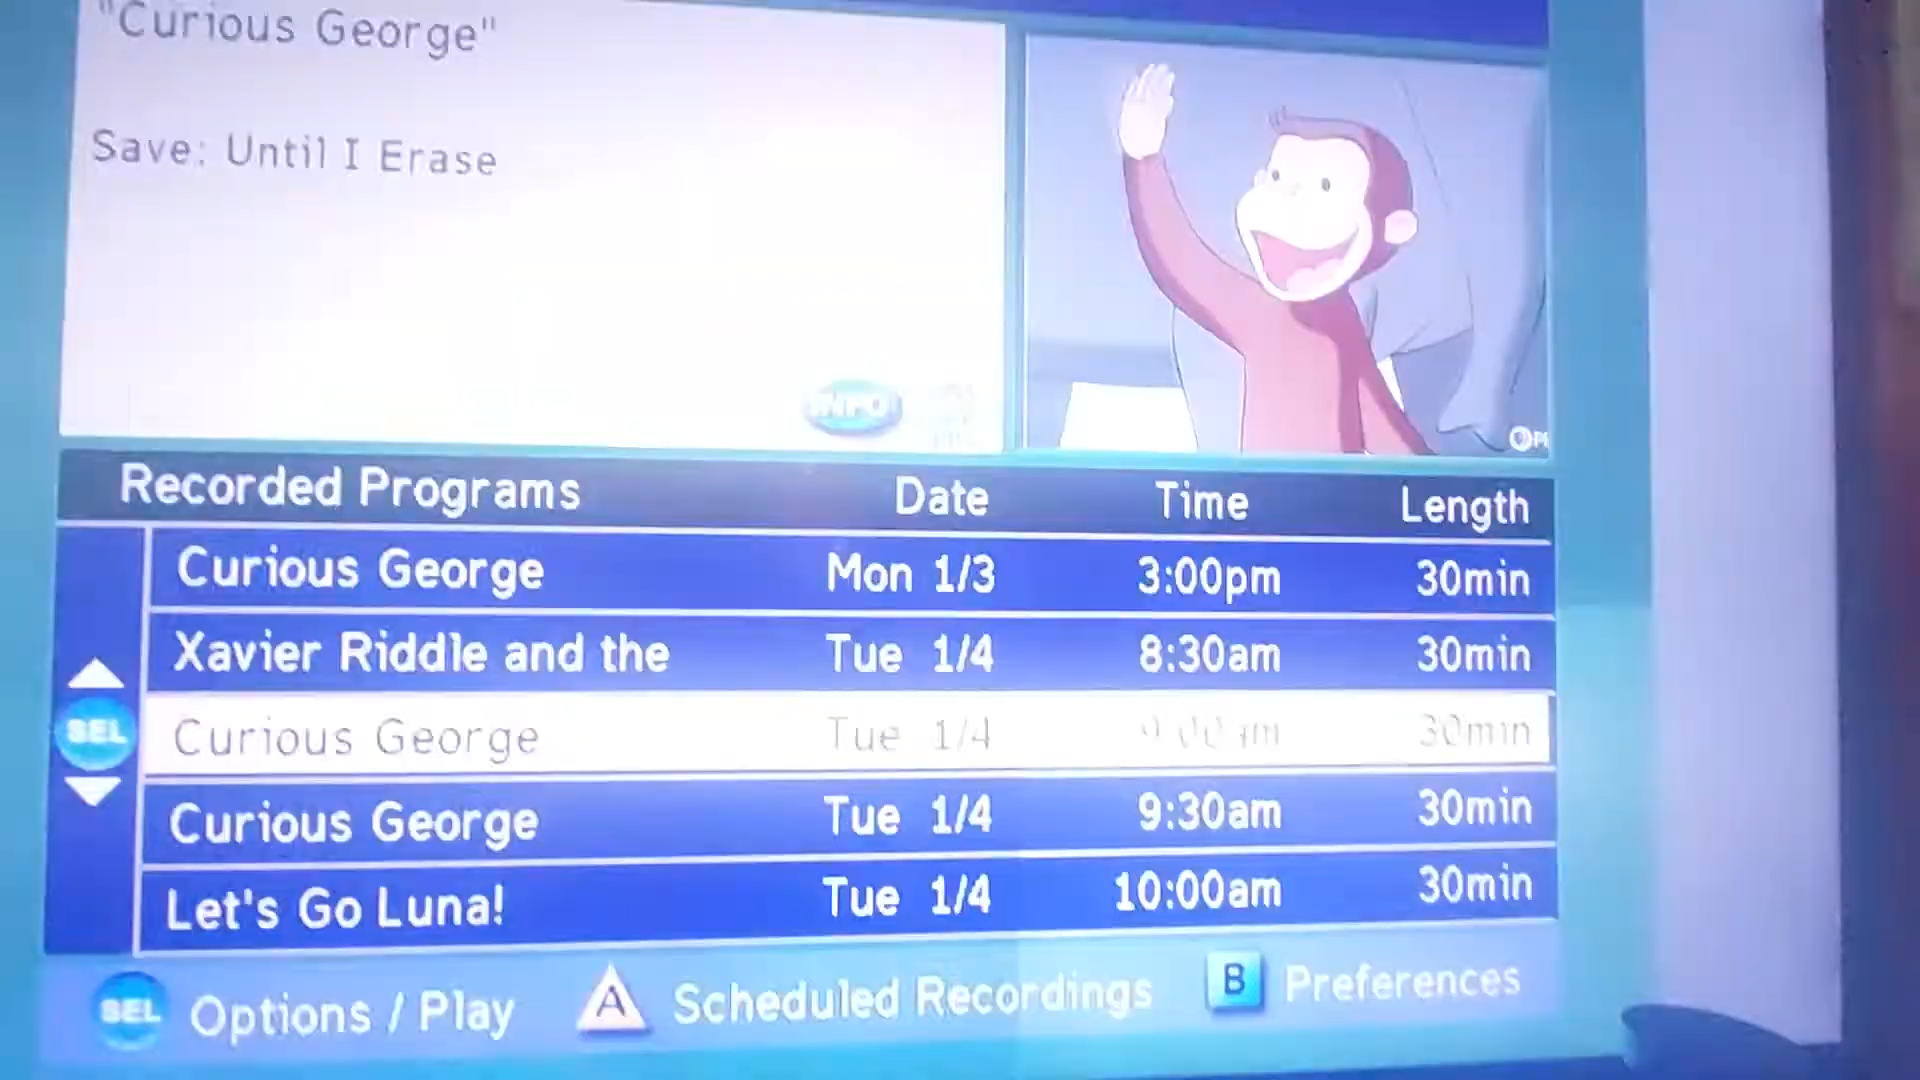 "Curious George"
Save: Until I Erase
INFO
Recorded Programs Date Time Length
Curious George Mon 1/3 3:00pm 30min
Xavier Riddle and the Tue 1/4 8:30am 30min
SEL
Curious George Tue 1/4 30min
Curious George Tue 1/4 9:30am 30min
Let's Go Luna! Tue 1/4 10:00am 30min
SEL Options / Play A Scheduled Recordings B Preferences